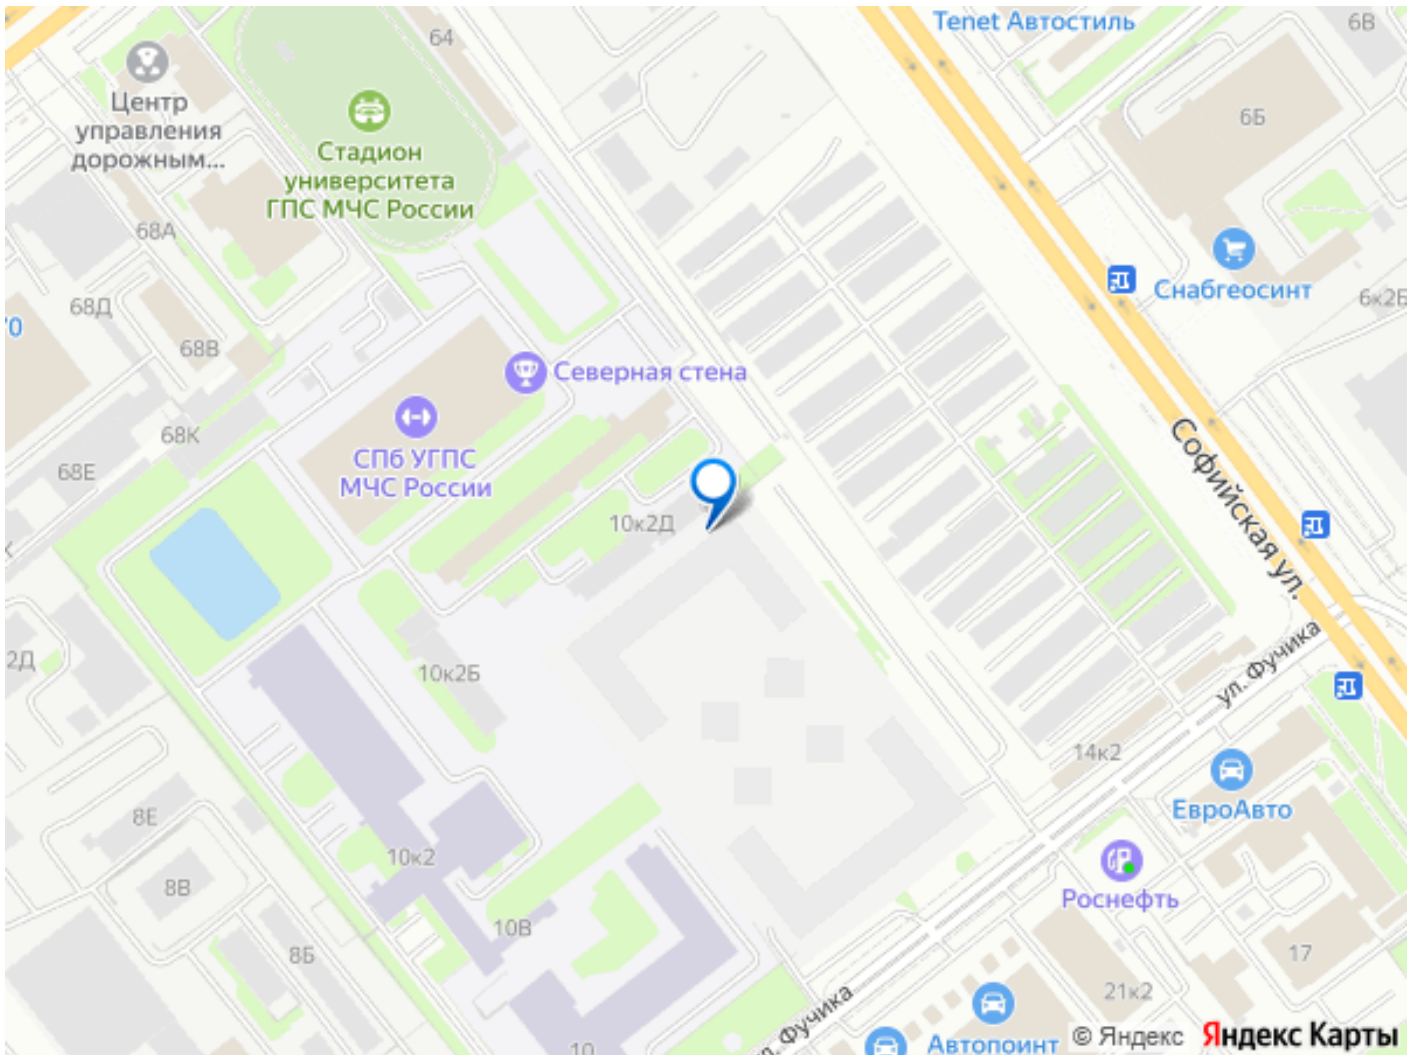 Tenet Автостиль
6В
64
Центр
управления
дорожным...
6Б
Стадион
университета
ГПС МЧС России
68А
Снабгеосинт
6к2Б
68Д
70
68В
Северная стена
68К
СПб УГПС
МЧС России
68Е
Софийская ул.
10к2Д
2Д
10к2Б
ул. Фучика
14к2
ЕвроАвто
8Е
10к2
8В
Роснефть
10В
8Б
17
21к2
ул. Фучика
10
Автопоинт
© Яндекс
Яндекс Карты